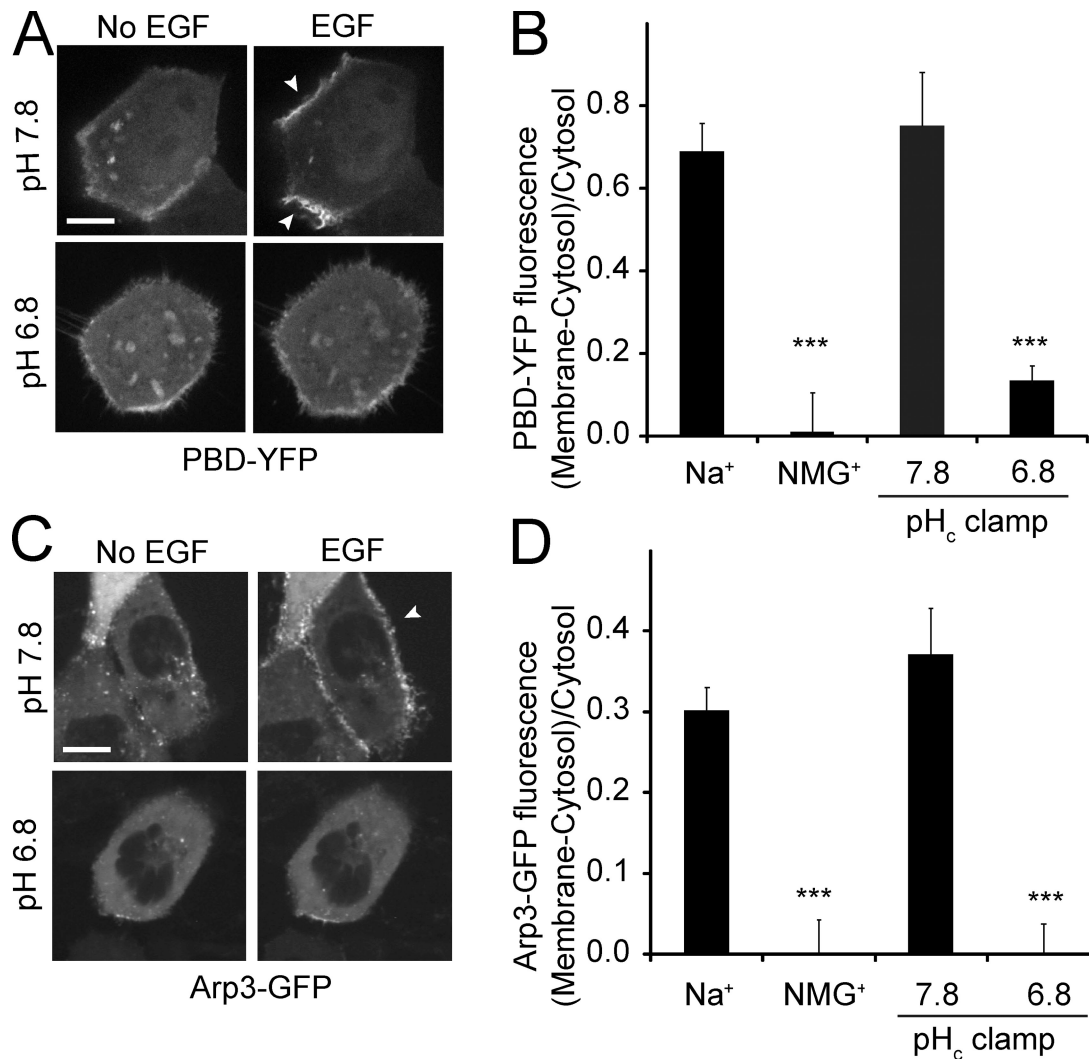 A
No EGF
EGF
pH 7.8
pH 6.8
PBD-YFP
B
PBD-YFP fluorescence
(Membrane-Cytosol)/Cytosol
0.8
0.6
0.4
0.2
0.0
***
***
Na⁺
NMG⁺
7.8
6.8
pHc clamp
C
No EGF
EGF
pH 7.8
pH 6.8
Arp3-GFP
D
Arp3-GFP fluorescence
(Membrane-Cytosol)/Cytosol
0.4
0.3
0.2
0.1
0.0
***
***
Na⁺
NMG⁺
7.8
6.8
pHc clamp